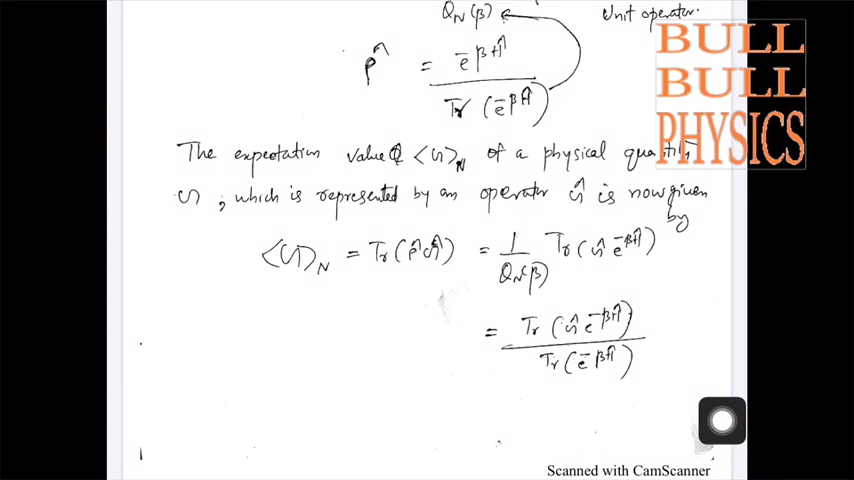 Q_N(β)
Unit operator.
ρ̂ = e^{-βĤ} / Tr(e^{-βĤ})
BULL
BULL
PHYSICS
The expectation value <G>_N of a physical quantity
G, which is represented by an operator Ĝ is now given
by
<G>_N = Tr(ρ̂Ĝ) = 1/Q_N(β) Tr(Ĝe^{-βĤ})
= Tr(Ĝe^{-βĤ}) / Tr(e^{-βĤ})
Scanned with CamScanner